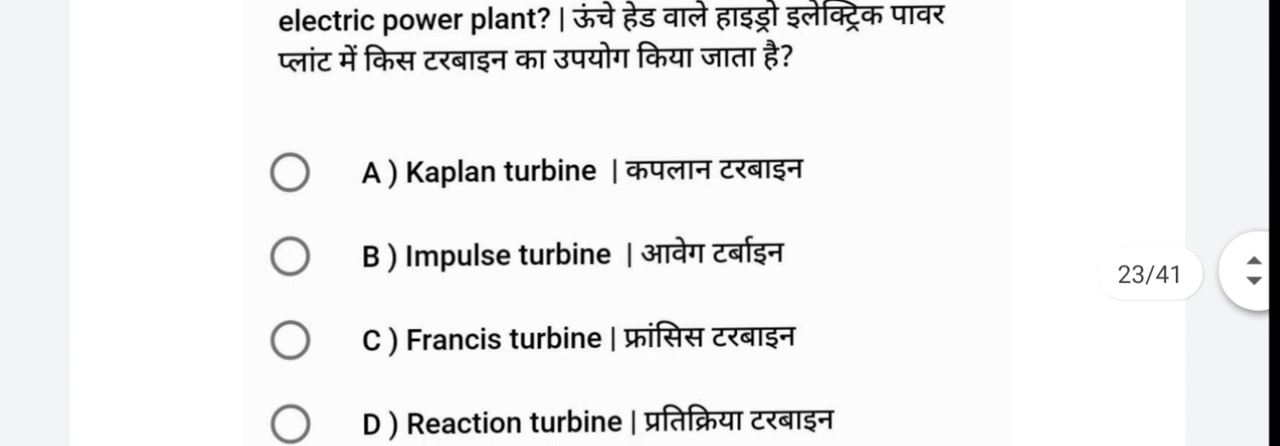 electric power plant? | ऊंचे हेड वाले हाइड्रो इलेक्ट्रिक पावर
प्लांट में किस टरबाइन का उपयोग किया जाता है?
A ) Kaplan turbine | कपलान टरबाइन
B ) Impulse turbine | आवेग टर्बाइन
23/41
C ) Francis turbine | फ्रांसिस टरबाइन
D ) Reaction turbine | प्रतिक्रिया टरबाइन